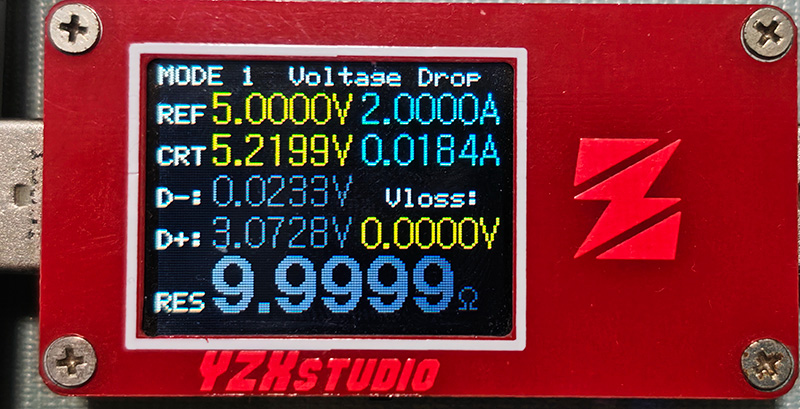 MODE 1 Voltage Drop
REF 5.0000V 2.0000A
CRT 5.2199V 0.0184A
D-: 0.0233V Vloss:
D+: 3.0728V 0.0000V
RES 9.9999Ω
YZXSTUDIO